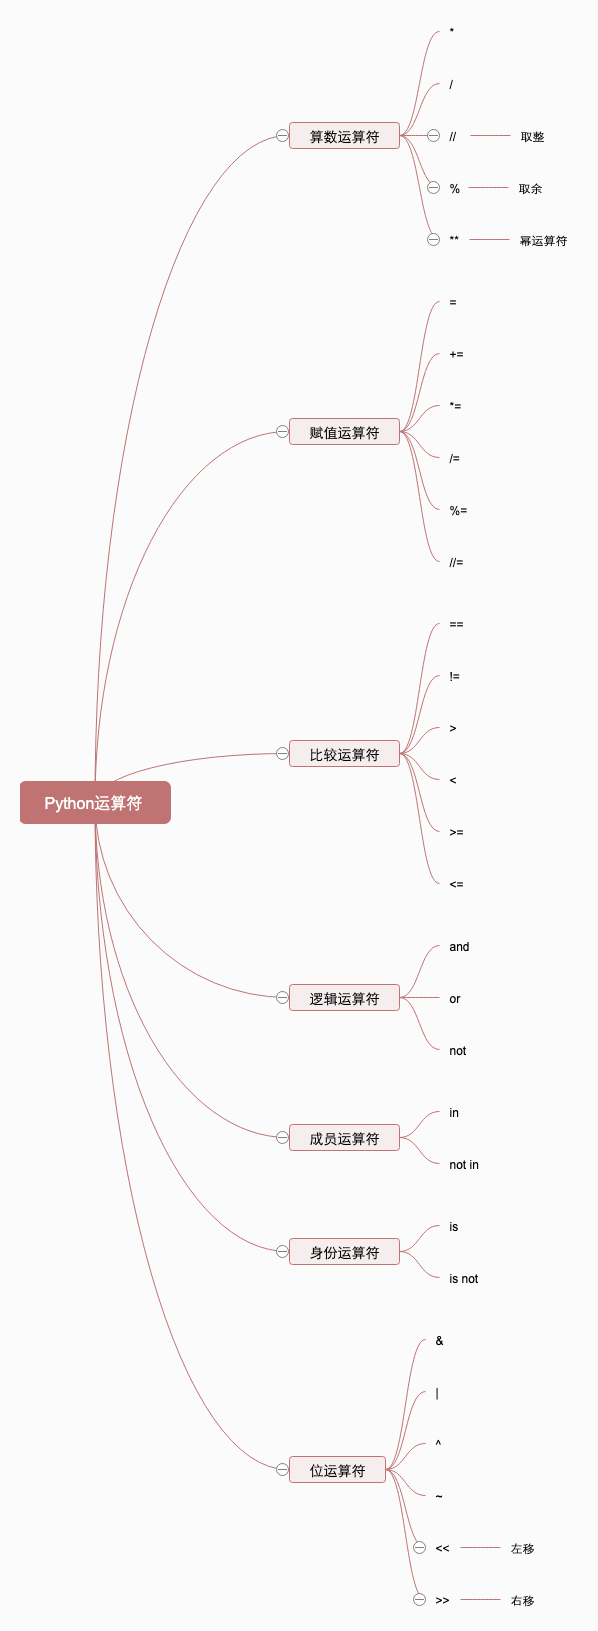 Python运算符
算数运算符
*
/
// 取整
% 取余
** 幂运算符
赋值运算符
=
+=
*=
/=
%=
//=
比较运算符
==
!=
>
<
>=
<=
逻辑运算符
and
or
not
成员运算符
in
not in
身份运算符
is
is not
位运算符
&
|
^
~
<< 左移
>> 右移